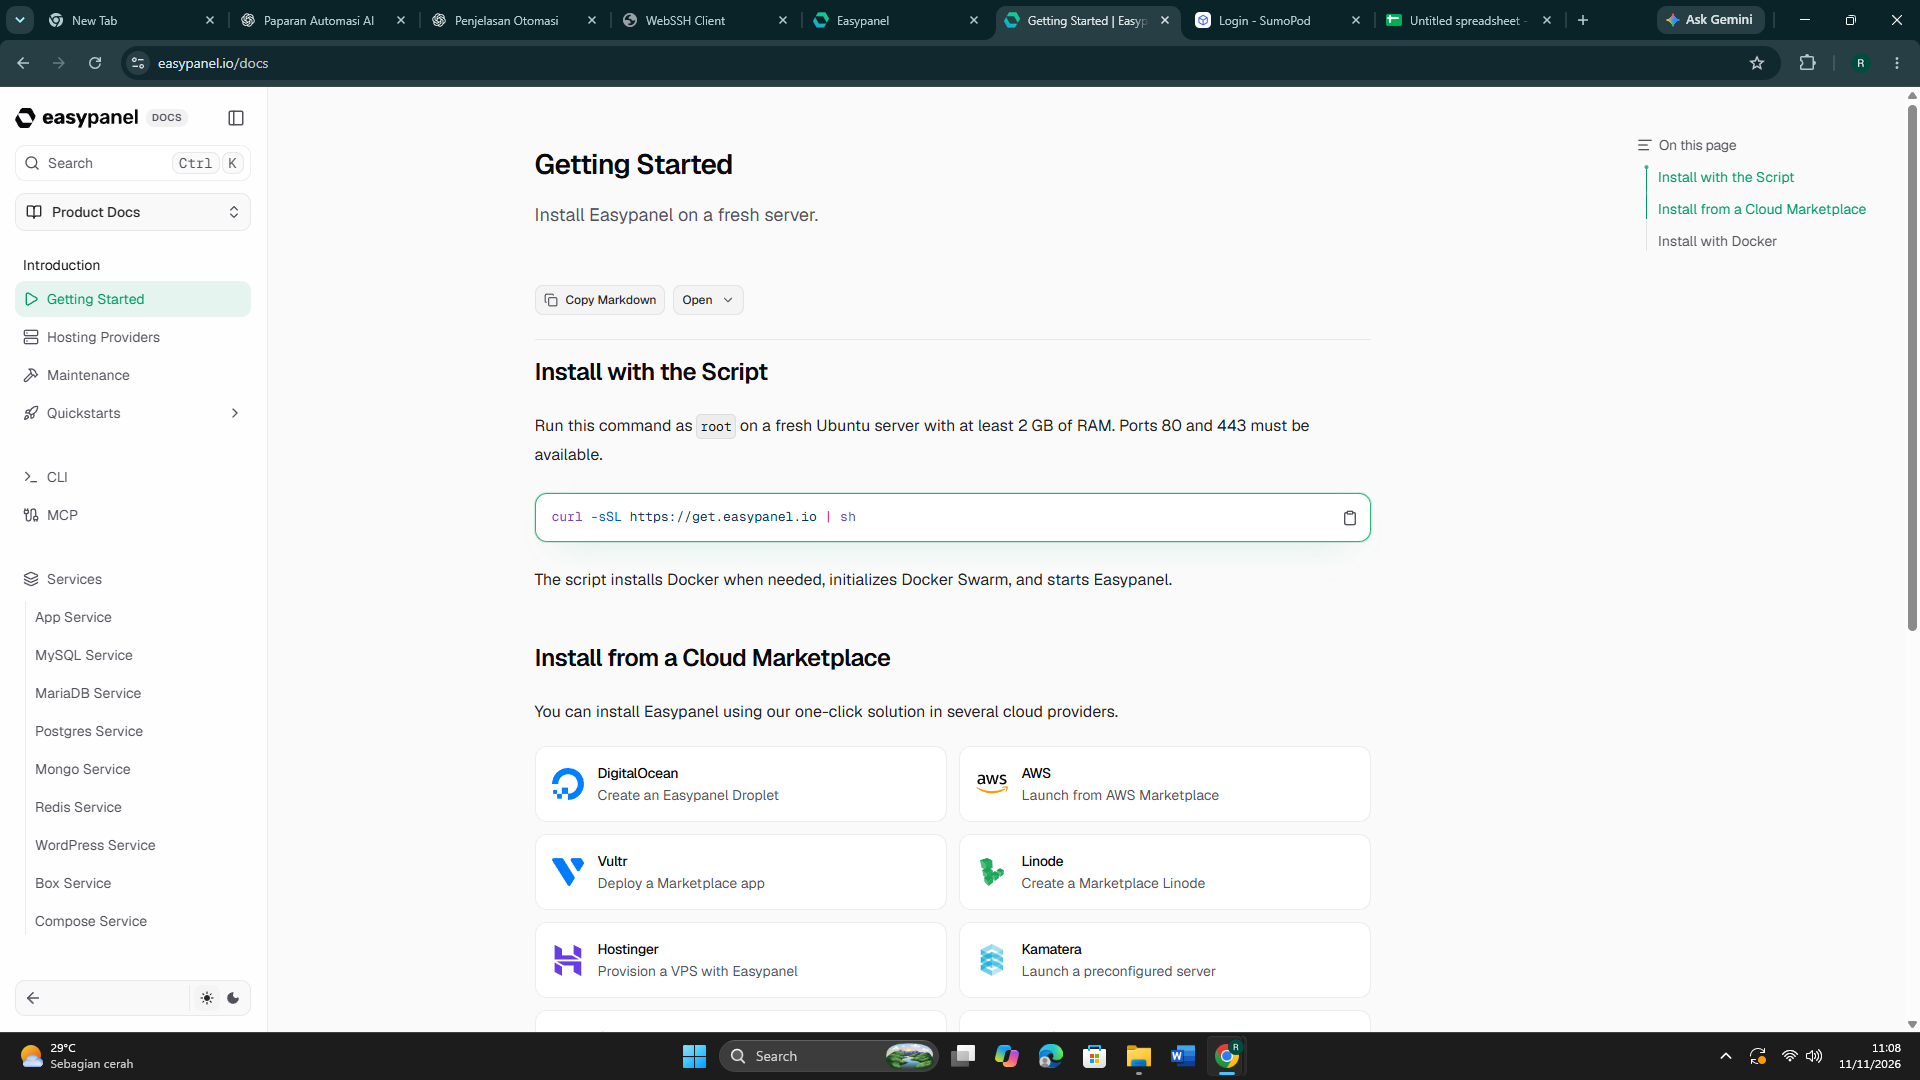 New Tab
Paparan Automasi AI
Penjelasan Otomasi
WebSSH Client
Easypanel
Getting Started | Easyp
Login - SumoPod
Untitled spreadsheet -
Ask Gemini
easypanel.io/docs
R
easypanel DOCS
Search Ctrl K
Product Docs
Introduction
Getting Started
Hosting Providers
Maintenance
Quickstarts
CLI
MCP
Services
App Service
MySQL Service
MariaDB Service
Postgres Service
Mongo Service
Redis Service
WordPress Service
Box Service
Compose Service
Getting Started
Install Easypanel on a fresh server.
Copy Markdown
Open
Install with the Script
Run this command as root on a fresh Ubuntu server with at least 2 GB of RAM. Ports 80 and 443 must be
available.
curl -sSL https://get.easypanel.io | sh
The script installs Docker when needed, initializes Docker Swarm, and starts Easypanel.
Install from a Cloud Marketplace
You can install Easypanel using our one-click solution in several cloud providers.
DigitalOcean
Create an Easypanel Droplet
aws
AWS
Launch from AWS Marketplace
Vultr
Deploy a Marketplace app
Linode
Create a Marketplace Linode
Hostinger
Provision a VPS with Easypanel
Kamatera
Launch a preconfigured server
On this page
Install with the Script
Install from a Cloud Marketplace
Install with Docker
29°C
Sebagian cerah
Search
W
R
11:08
11/11/2026